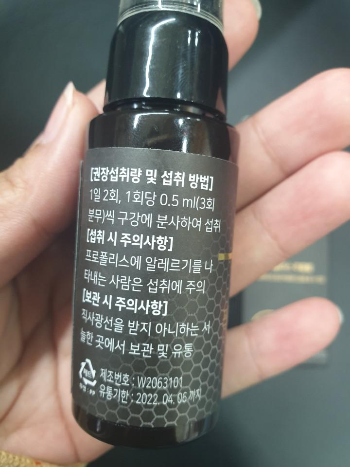 [권장섭취량 및 섭취 방법]
1일 2회, 1회당 0.5 ml(3회
분무)씩 구강에 분사하여 섭취
[섭취 시 주의사항]
프로폴리스에 알레르기를 나
타내는 사람은 섭취에 주의
[보관 시 주의사항]
직사광선을 받지 아니하는 서
늘한 곳에서 보관 및 유통
제조번호 : W2063101
유통기한 : 2022. 04. 06 까지